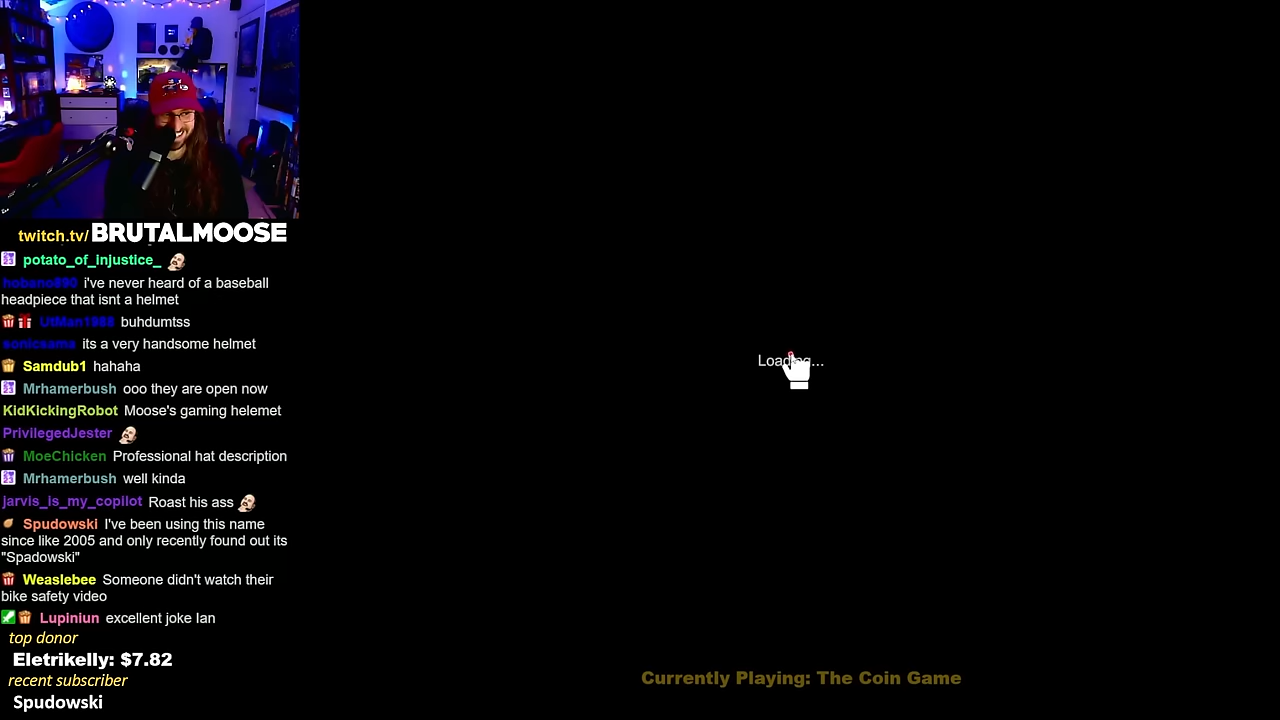 twitch.tv/BRUTALMOOSE
potato_of_injustice_
hobano890 i've never heard of a baseball
headpiece that isnt a helmet
UtMan1988 buhdumtss
sonicsama its a very handsome helmet
Samdub1 hahaha
Mrhamerbush ooo they are open now
KidKickingRobot Moose's gaming helemet
PrivilegedJester
MoeChicken Professional hat description
Mrhamerbush well kinda
jarvis_is_my_copilot Roast his ass
Spudowski I've been using this name
since like 2005 and only recently found out its
"Spadowski"
Weaslebee Someone didn't watch their
bike safety video
Lupiniun excellent joke Ian
top donor
Eletrikelly: $7.82
recent subscriber
Spudowski
Loading...
Currently Playing: The Coin Game